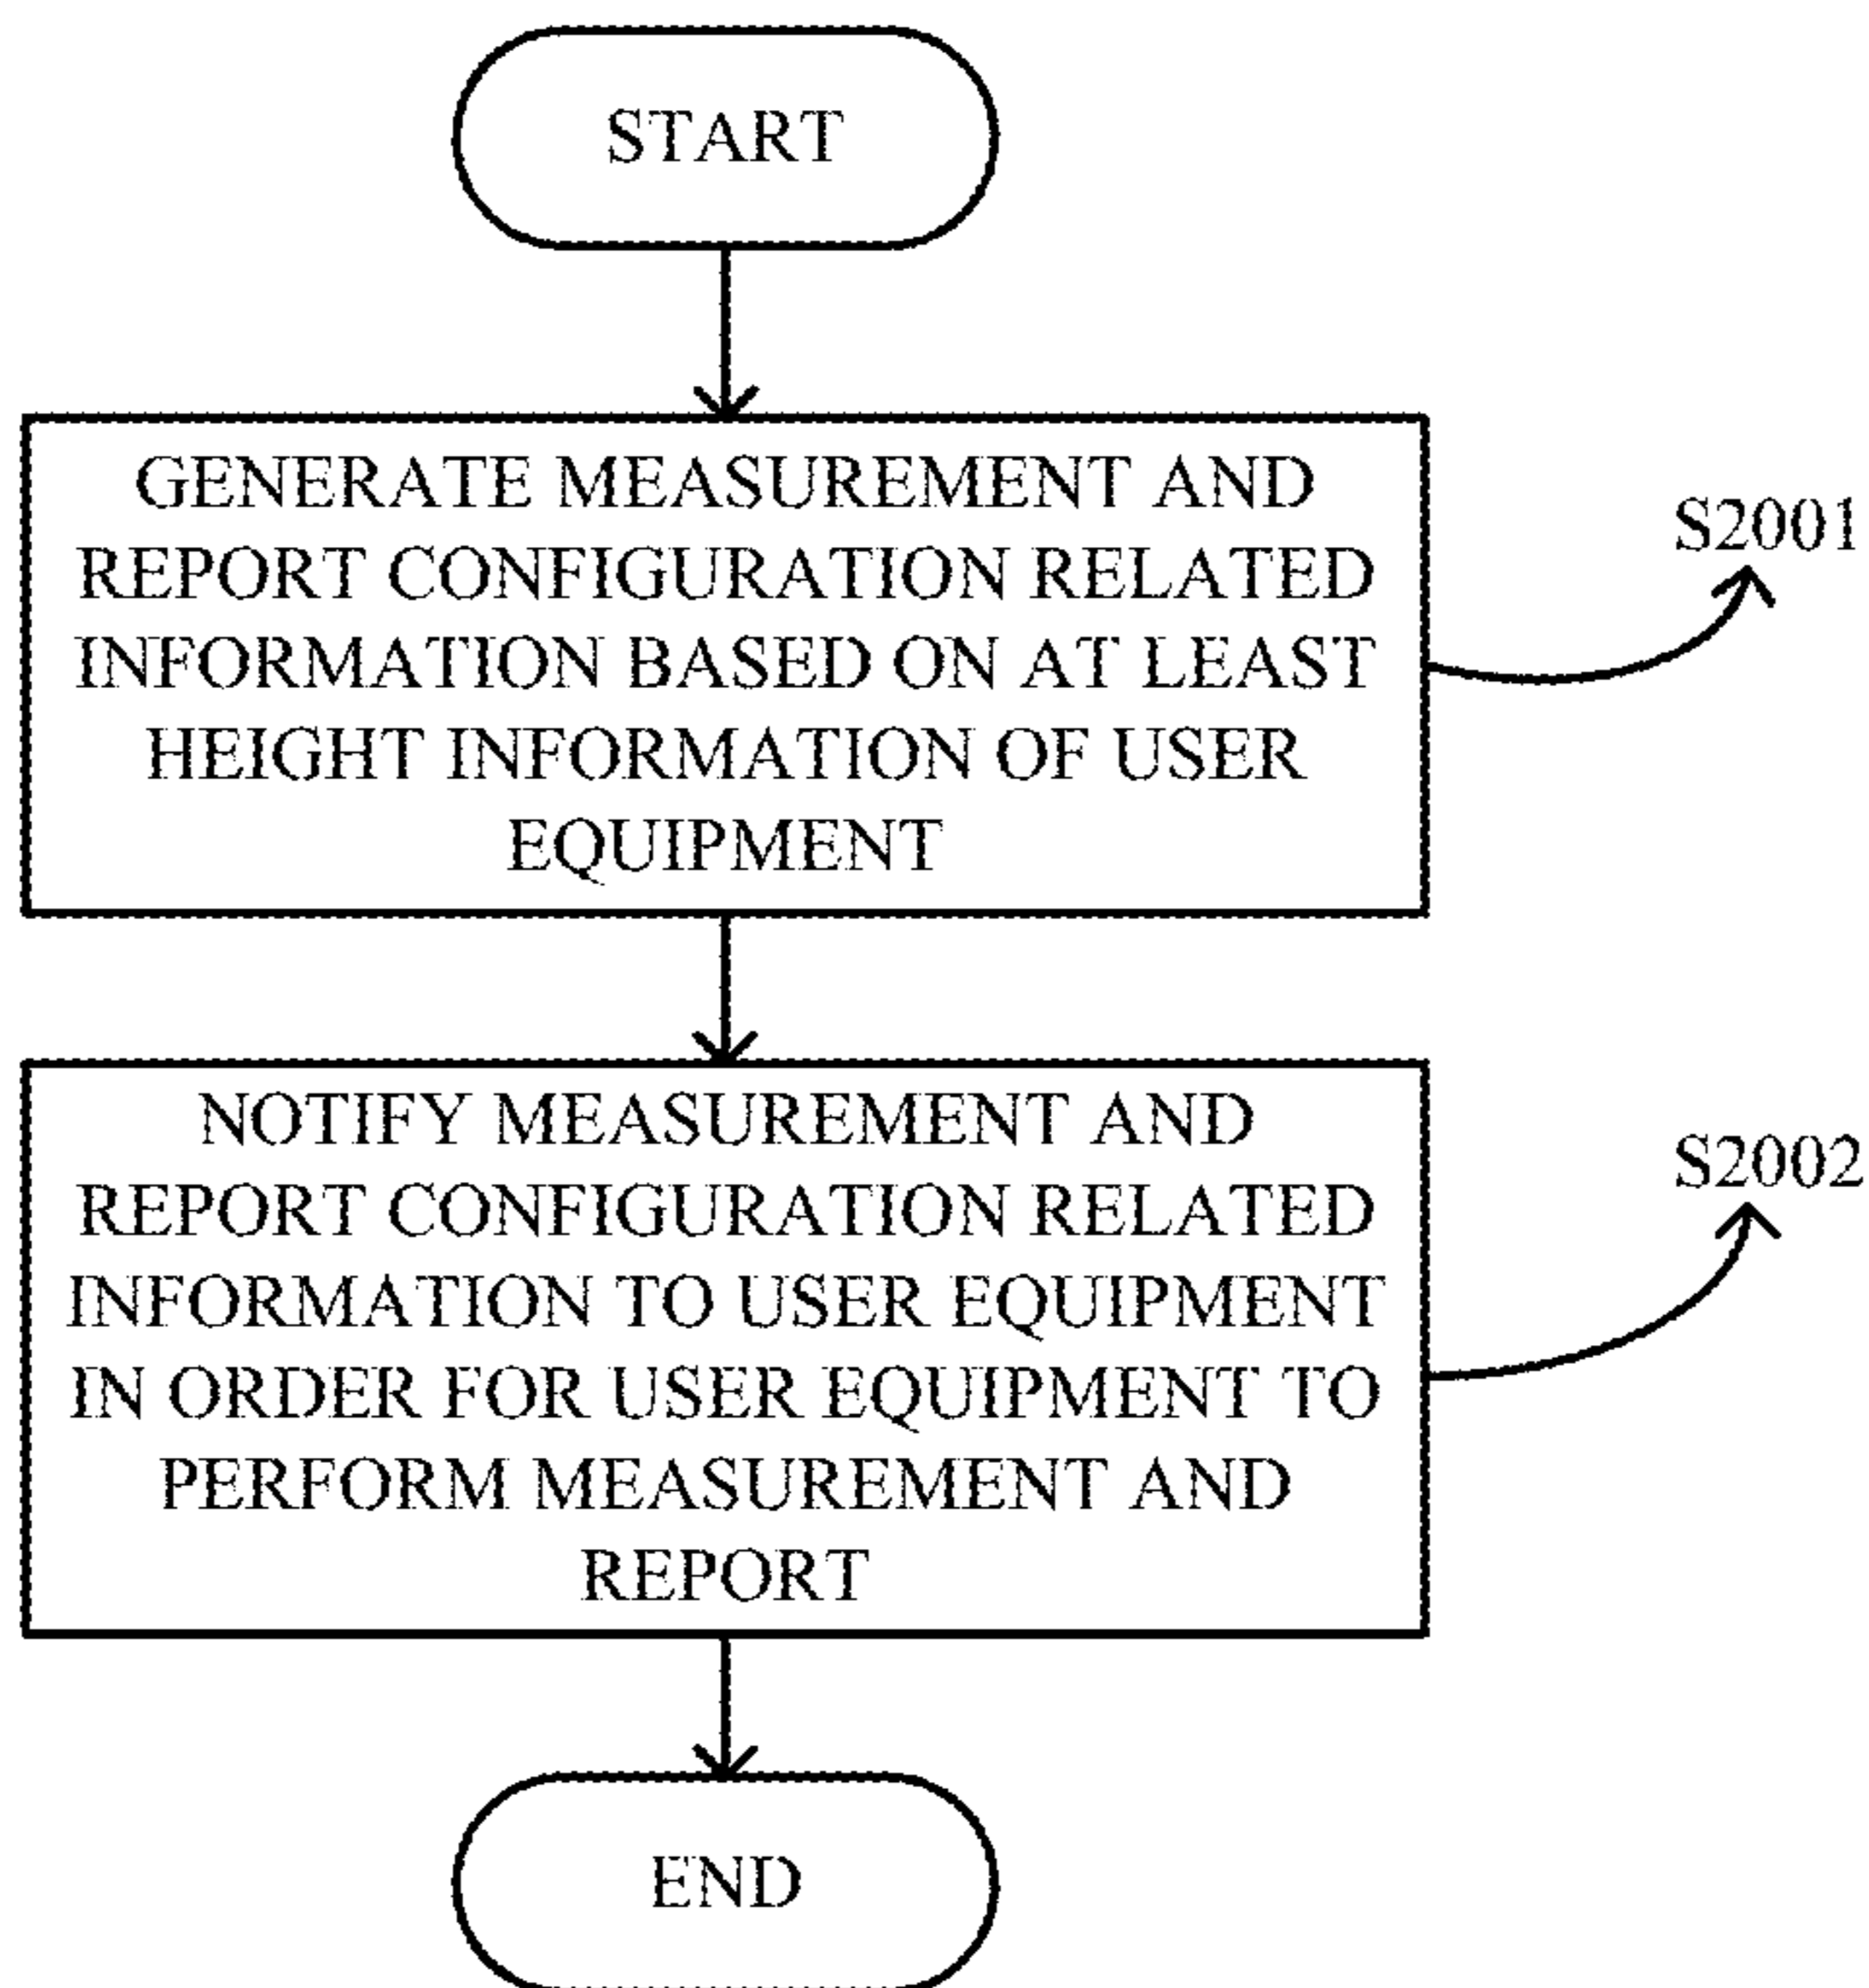 START
GENERATE MEASUREMENT AND
REPORT CONFIGURATION RELATED
INFORMATION BASED ON AT LEAST
HEIGHT INFORMATION OF USER
EQUIPMENT
S2001
NOTIFY MEASUREMENT AND
REPORT CONFIGURATION RELATED
INFORMATION TO USER EQUIPMENT
IN ORDER FOR USER EQUIPMENT TO
PERFORM MEASUREMENT AND
REPORT
S2002
END